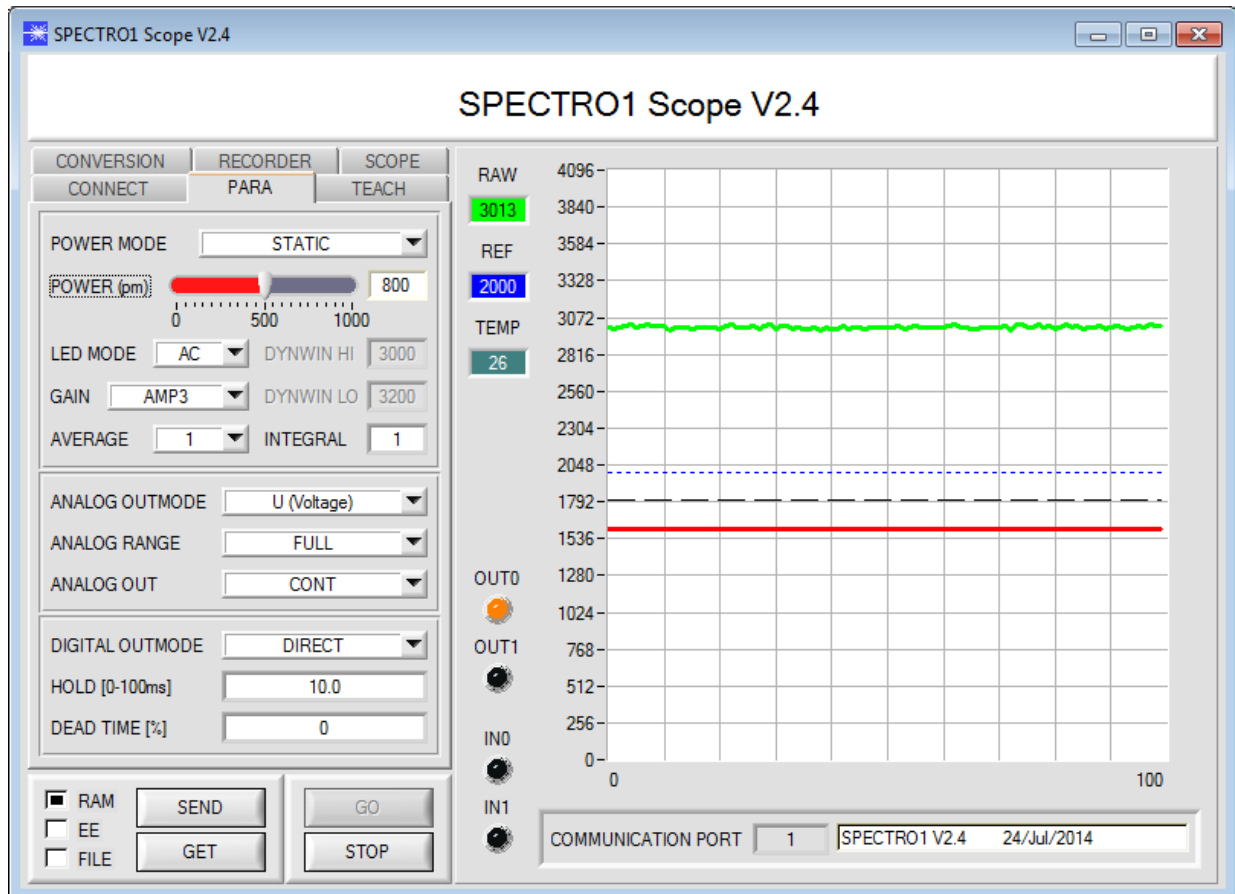 SPECTRO1 Scope V2.4
SPECTRO1 Scope V2.4
CONVERSION RECORDER SCOPE
CONNECT PARA TEACH
POWER MODE STATIC
POWER (pm) 800
0 500 1000
LED MODE AC DYNWIN HI 3000
GAIN AMP3 DYNWIN LO 3200
AVERAGE 1 INTEGRAL 1
ANALOG OUTMODE U (Voltage)
ANALOG RANGE FULL
ANALOG OUT CONT
DIGITAL OUTMODE DIRECT
HOLD [0-100ms] 10.0
DEAD TIME [%] 0
RAM
EE
FILE
SEND
GET
GO
STOP
RAW
3013
REF
2000
TEMP
26
OUT0
OUT1
IN0
IN1
4096
3840
3584
3328
3072
2816
2560
2304
2048
1792
1536
1280
1024
768
512
256
0
0 100
COMMUNICATION PORT 1 SPECTRO1 V2.4 24/Jul/2014